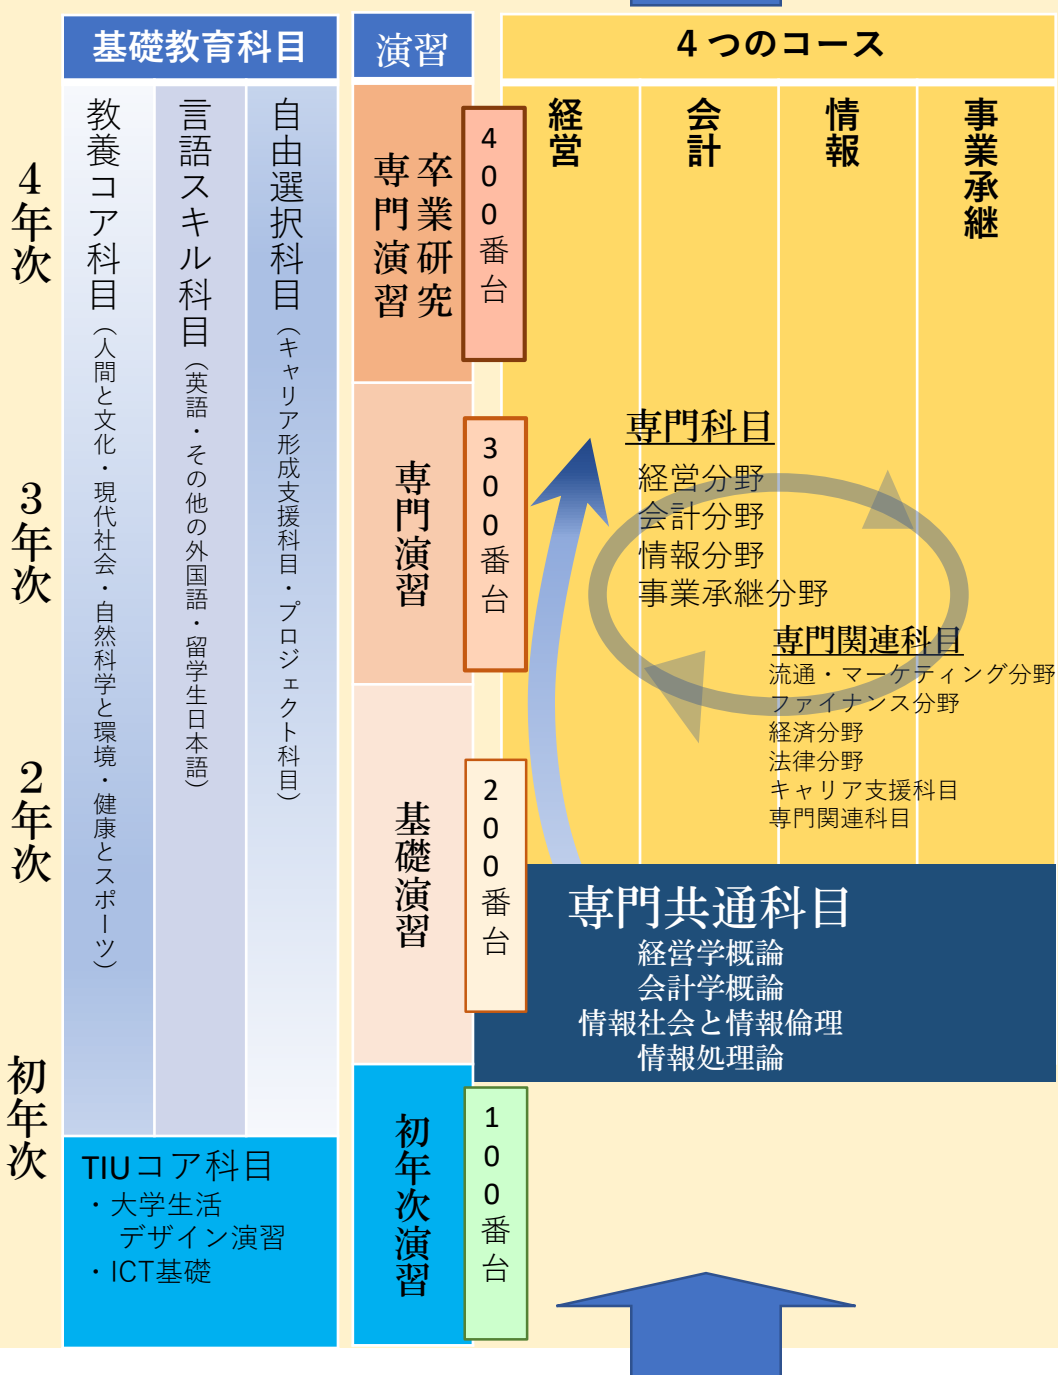 基礎教育科目
演習
4つのコース
4年次
3年次
2年次
初年次
教養コア科目（人間と文化・現代社会・自然科学と環境・健康とスポーツ）
言語スキル科目（英語・その他の外国語・留学生日本語）
自由選択科目（キャリア形成支援科目・プロジェクト科目）
TIUコア科目
・大学生活
デザイン演習
・ICT基礎
卒業研究
専門演習
400番台
専門演習
300番台
基礎演習
200番台
初年次演習
100番台
経営
会計
情報
事業承継
専門科目
経営分野
会計分野
情報分野
事業承継分野
専門関連科目
流通・マーケティング分野
ファイナンス分野
経済分野
法律分野
キャリア支援科目
専門関連科目
専門共通科目
経営学概論
会計学概論
情報社会と情報倫理
情報処理論